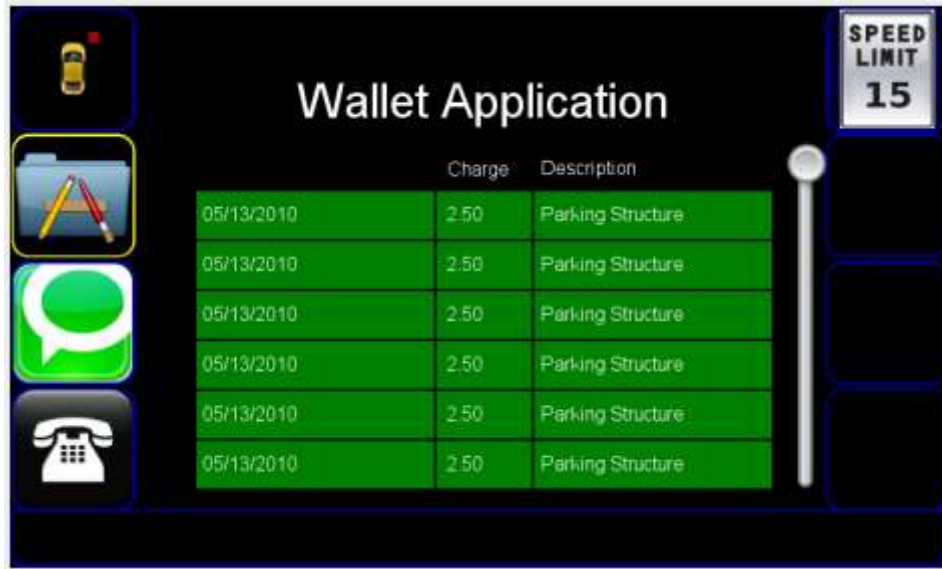 SPEED
LIMIT
15
Wallet Application
Charge Description
05/13/2010 2.50 Parking Structure
05/13/2010 2.50 Parking Structure
05/13/2010 2.50 Parking Structure
05/13/2010 2.50 Parking Structure
05/13/2010 2.50 Parking Structure
05/13/2010 2.50 Parking Structure